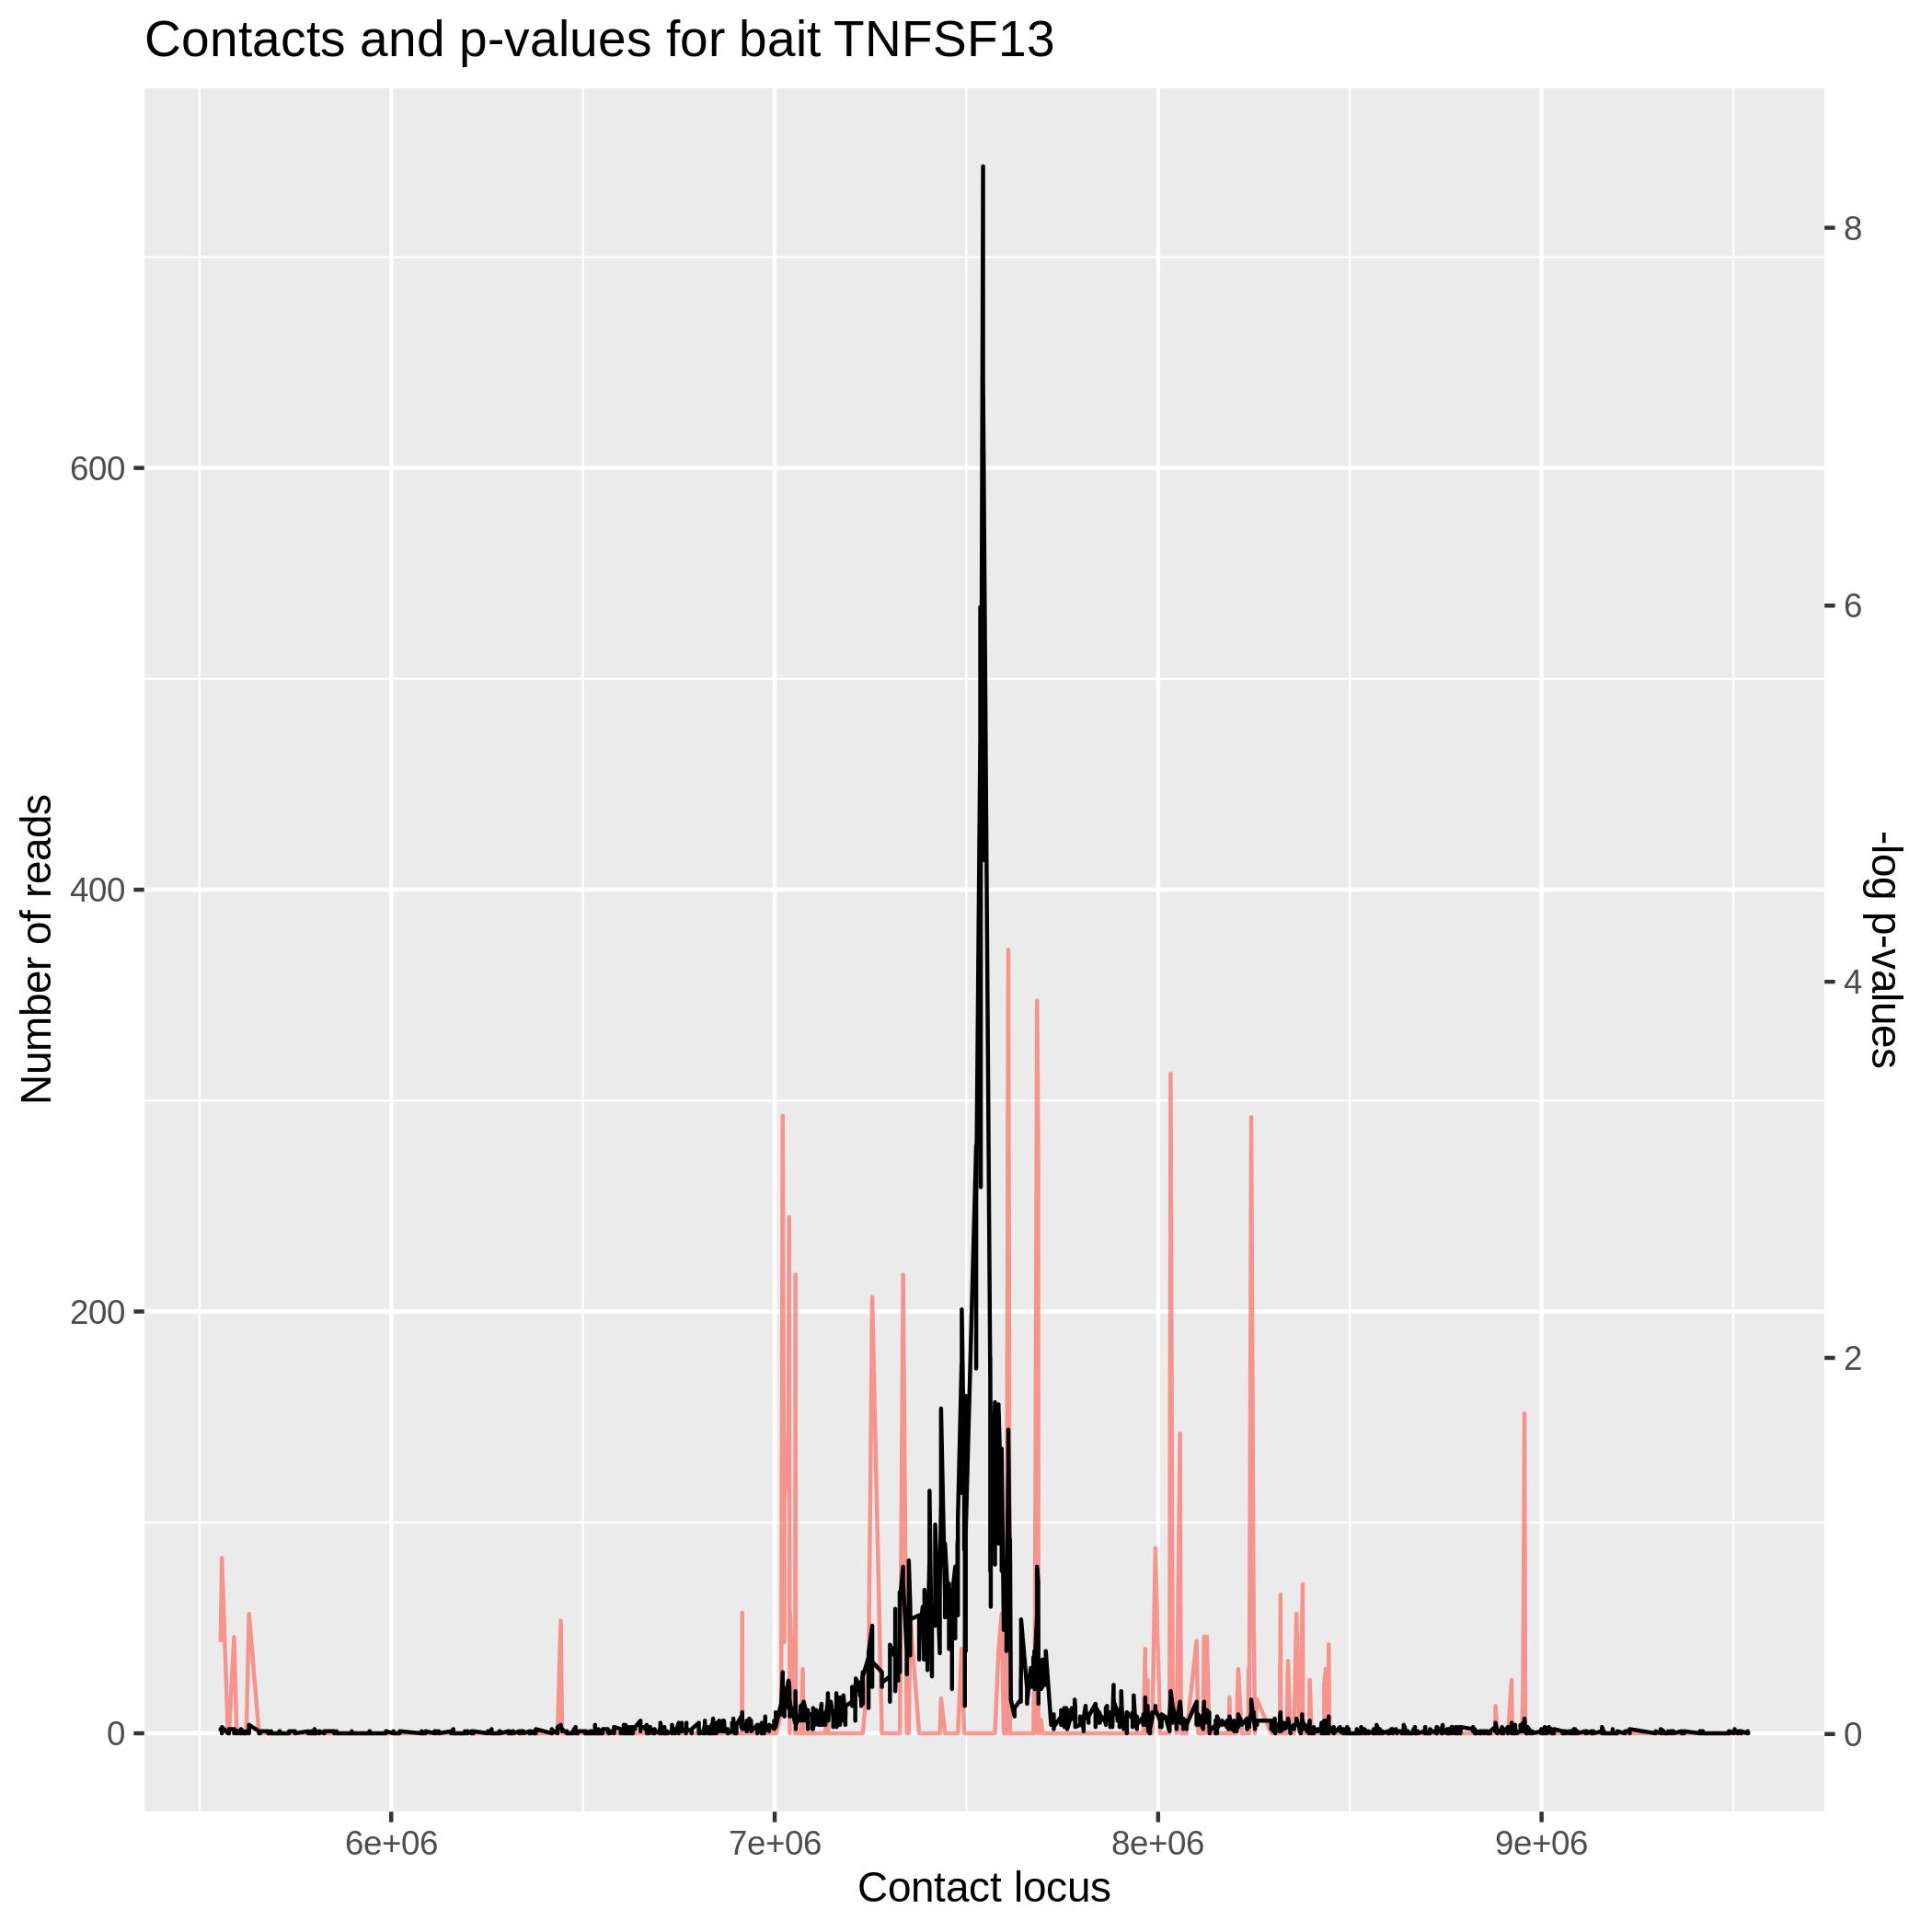 Contacts and p-values for bait TNFSF13
Number of reads
600
400
200
0
8
6
4
2
0
-log p-values
6e+06
7e+06
8e+06
9e+06
Contact locus